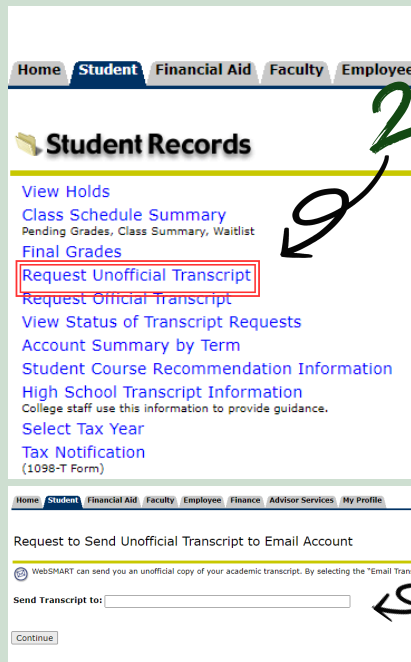 Home Student Financial Aid Faculty Employee
2
Student Records
View Holds
Class Schedule Summary
Pending Grades, Class Summary, Waitlist
Final Grades
Request Unofficial Transcript
Request Official Transcript
View Status of Transcript Requests
Account Summary by Term
Student Course Recommendation Information
High School Transcript Information
College staff use this information to provide guidance.
Select Tax Year
Tax Notification
(1098-T Form)
Home Student Financial Aid Faculty Employee Finance Advisor Services My Profile
Request to Send Unofficial Transcript to Email Account
WebSMART can send you an unofficial copy of your academic transcript. By selecting the "Email Tran
Send Transcript to:
Continue